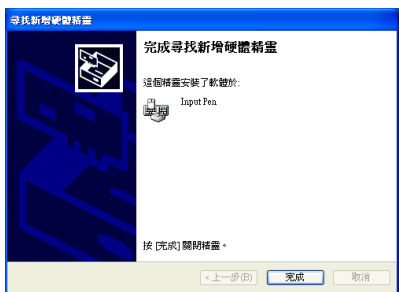 尋找新增硬體精靈
完成尋找新增硬體精靈
這個精靈安裝了軟體於:
Input Pen
按 [完成] 關閉精靈。
<上一步(B)
完成
取消